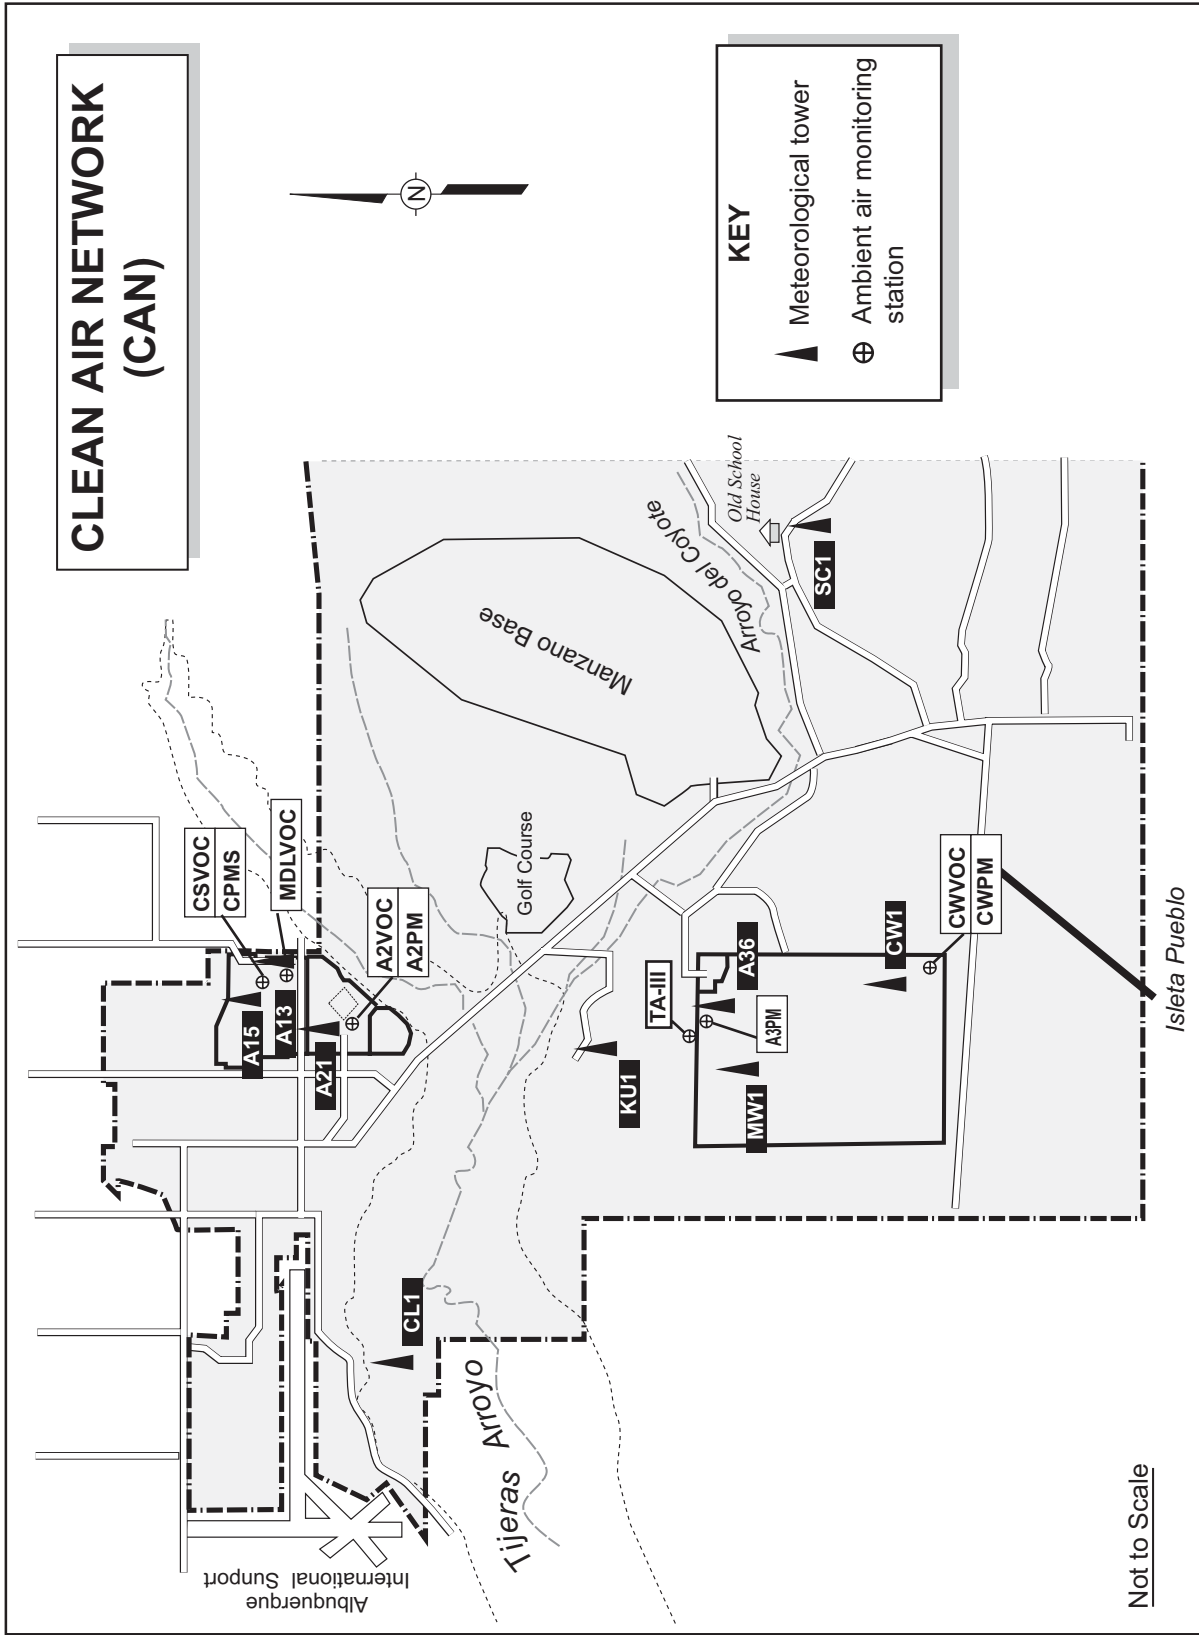 CLEAN AIR NETWORK
(CAN)
N
KEY
Meteorological tower
Ambient air monitoring
station
CSVOC
CPMS
MDLVOC
A15
A13
A21
A2VOC
A2PM
Golf Course
Manzano Base
Arroyo del Coyote
Old School
House
SC1
CL1
Tijeras Arroyo
Albuquerque
International Sunport
KU1
TA-III
A36
A3PM
MW1
CW1
CWVOC
CWPM
Isleta Pueblo
Not to Scale